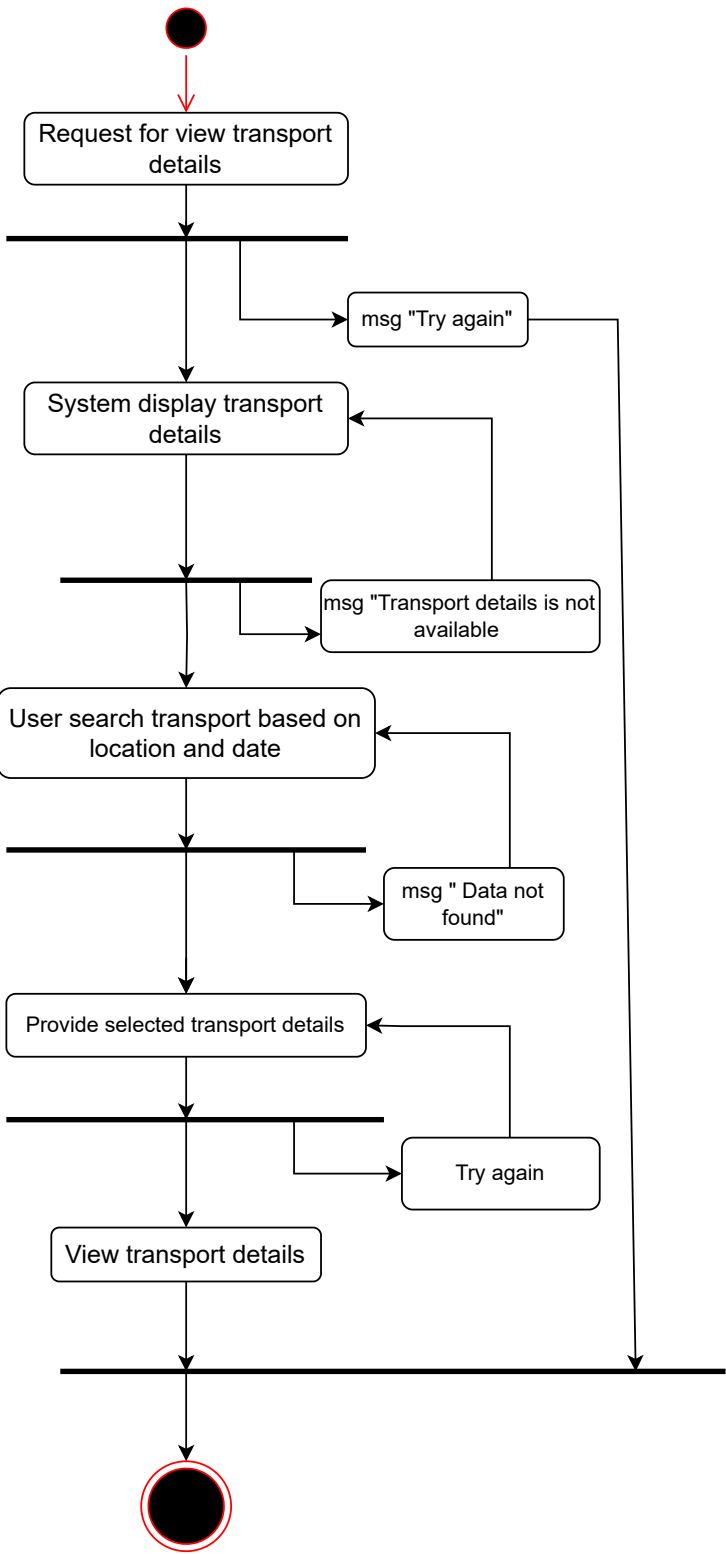 Request for view transport
details
msg "Try again"
System display transport
details
msg "Transport details is not
available
User search transport based on
location and date
msg " Data not
found"
Provide selected transport details
Try again
View transport details